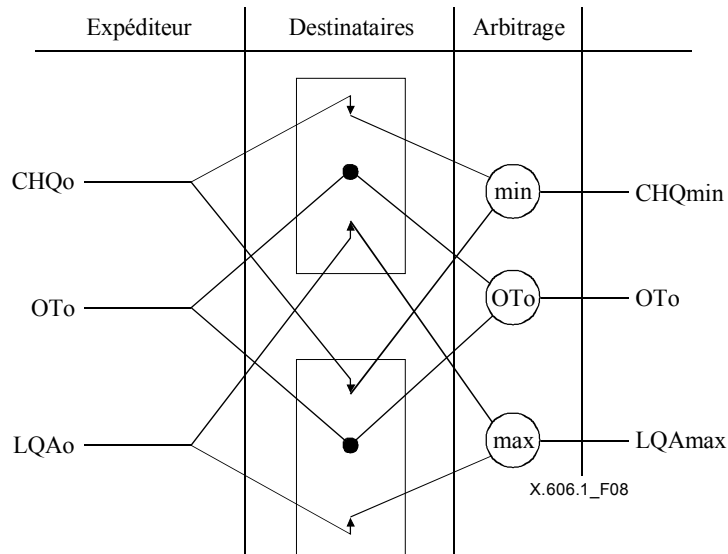 Expéditeur Destinataires Arbitrage
CHQo min CHQmin
OTo OTo OTo
LQAo max LQAmax
X.606.1_F08